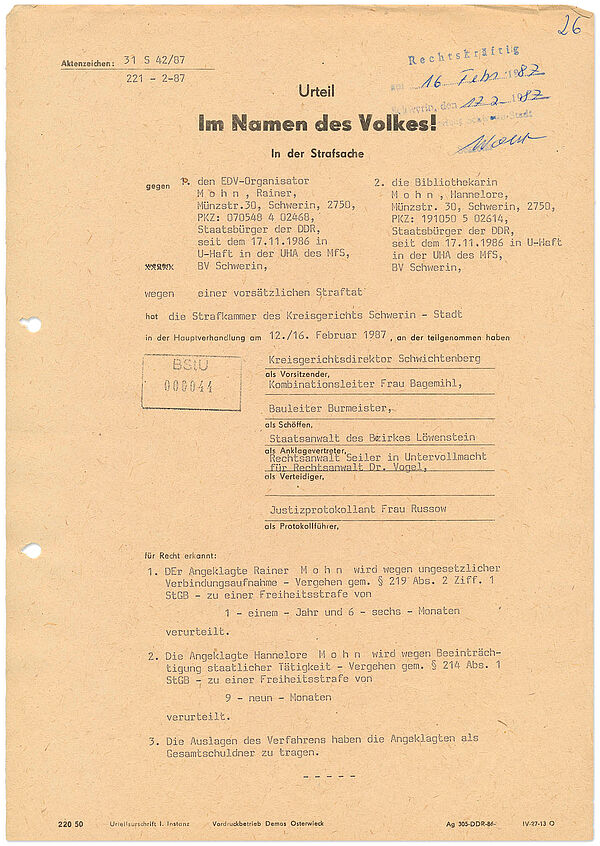 26
Aktenzeichen: 31 S 42/87
221 - 2-87
Rechtskräftig
16. Febr. 1987
Schwerin, den 17.2.1987
Urteil
Im Namen des Volkes!
In der Strafsache
gegen
den EDV-Organisator
M o h n , Rainer,
Münzstr.30, Schwerin, 2750,
PKZ: 070548 4 02468,
Staatsbürger der DDR,
seit dem 17.11.1986 in
U-Haft in der UHA des MfS,
BV Schwerin,
2. die Bibliothekarin
M o h n , Hannelore,
Münzstr. 30, Schwerin, 2750,
PKZ: 191050 5 02614,
Staatsbürger der DDR,
seit dem 17.11.1986 in U-Haft
in der UHA des MfS,
BV Schwerin,
wegen einer vorsätzlichen Straftat
hat die Strafkammer des Kreisgerichts Schwerin - Stadt
in der Hauptverhandlung am 12./16. Februar 1987 , an der teilgenommen haben
BStU
000044
Kreisgerichtsdirektor Schwichtenberg
als Vorsitzender,
Kombinationsleiter Frau Bagemihl,
Bauleiter Burmeister,
als Schöffen,
Staatsanwalt des Bezirkes Löwenstein
als Anklagevertreter,
Rechtsanwalt Seiler in Untervollmacht
für Rechtsanwalt Dr. Vogel,
als Verteidiger,
Justizprotokollant Frau Russow
als Protokollführer,
für Recht erkannt:
1. DEr Angeklagte Rainer M o h n wird wegen ungesetzlicher
Verbindungsaufnahme - Vergehen gem. § 219 Abs. 2 Ziff. 1
StGB - zu einer Freiheitsstrafe von
1 - einem - Jahr und 6 - sechs - Monaten
verurteilt.
2. Die Angeklagte Hannelore M o h n wird wegen Beeinträch-
tigung staatlicher Tätigkeit - Vergehen gem. § 214 Abs. 1
StGB - zu einer Freiheitsstrafe von
9 - neun - Monaten
verurteilt.
3. Die Auslagen des Verfahrens haben die Angeklagten als
Gesamtschuldner zu tragen.
- - - - -
220 50 Urteilsurschrift I. Instanz Vordruckbetrieb Demos Osterwieck Ag 305-DDR-86- IV-27-13 O